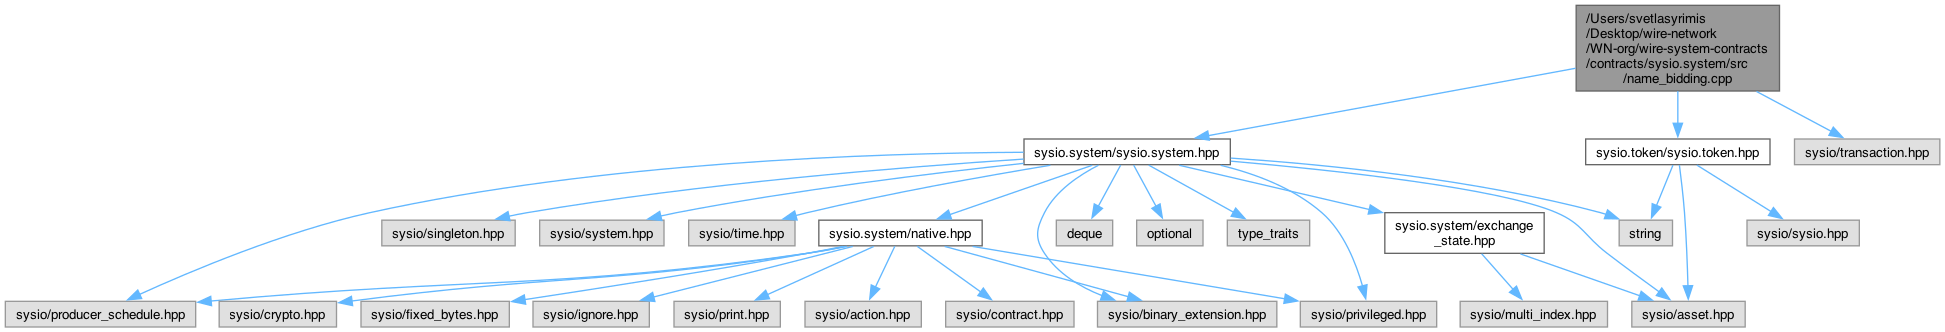 /Users/svetlasyrimis
/Desktop/wire-network
/WN-org/wire-system-contracts
/contracts/sysio.system/src
/name_bidding.cpp
sysio.system/sysio.system.hpp
sysio.token/sysio.token.hpp
sysio/transaction.hpp
sysio/singleton.hpp
sysio/system.hpp
sysio/time.hpp
sysio.system/native.hpp
deque
optional
type_traits
sysio.system/exchange
_state.hpp
string
sysio/sysio.hpp
sysio/producer_schedule.hpp
sysio/crypto.hpp
sysio/fixed_bytes.hpp
sysio/ignore.hpp
sysio/print.hpp
sysio/action.hpp
sysio/contract.hpp
sysio/binary_extension.hpp
sysio/privileged.hpp
sysio/multi_index.hpp
sysio/asset.hpp